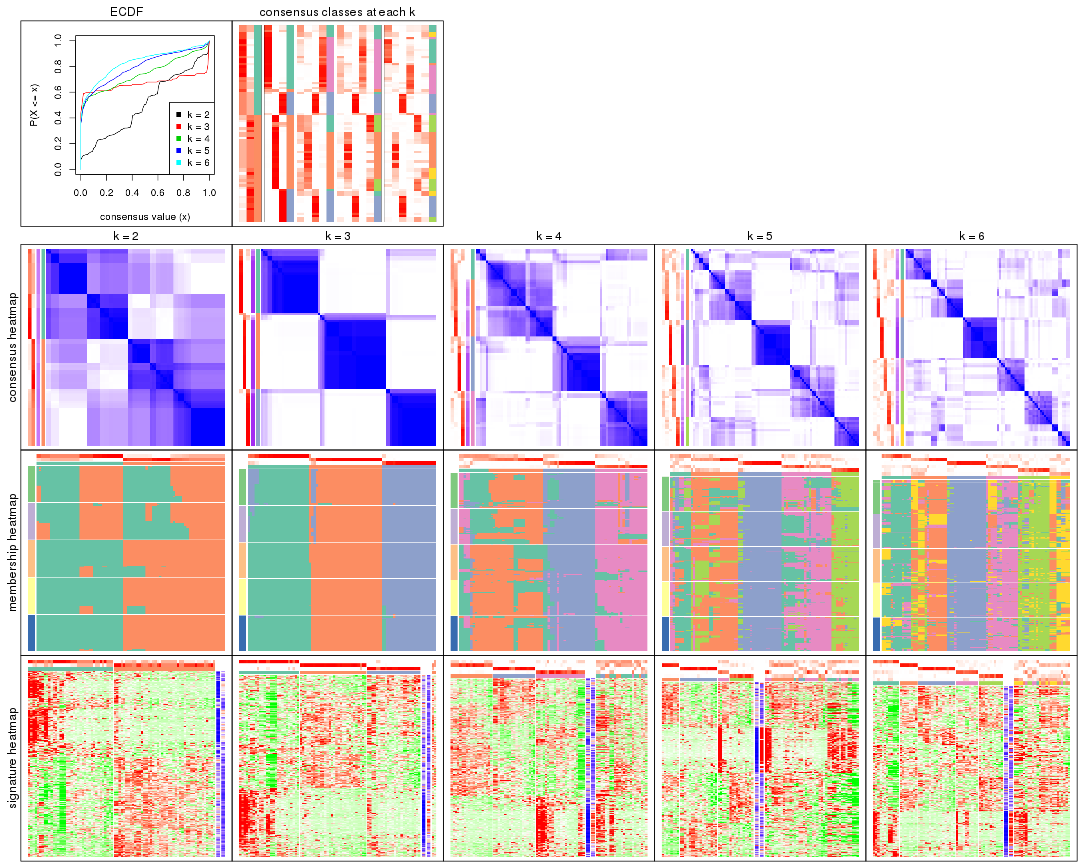 ECDF
consensus classes at each k
P(X <= x)
0.0 0.2 0.4 0.6 0.8 1.0
k = 2
k = 3
k = 4
k = 5
k = 6
0.0 0.2 0.4 0.6 0.8 1.0
consensus value (x)
k = 2 k = 3 k = 4 k = 5 k = 6
consensus heatmap
membership heatmap
signature heatmap